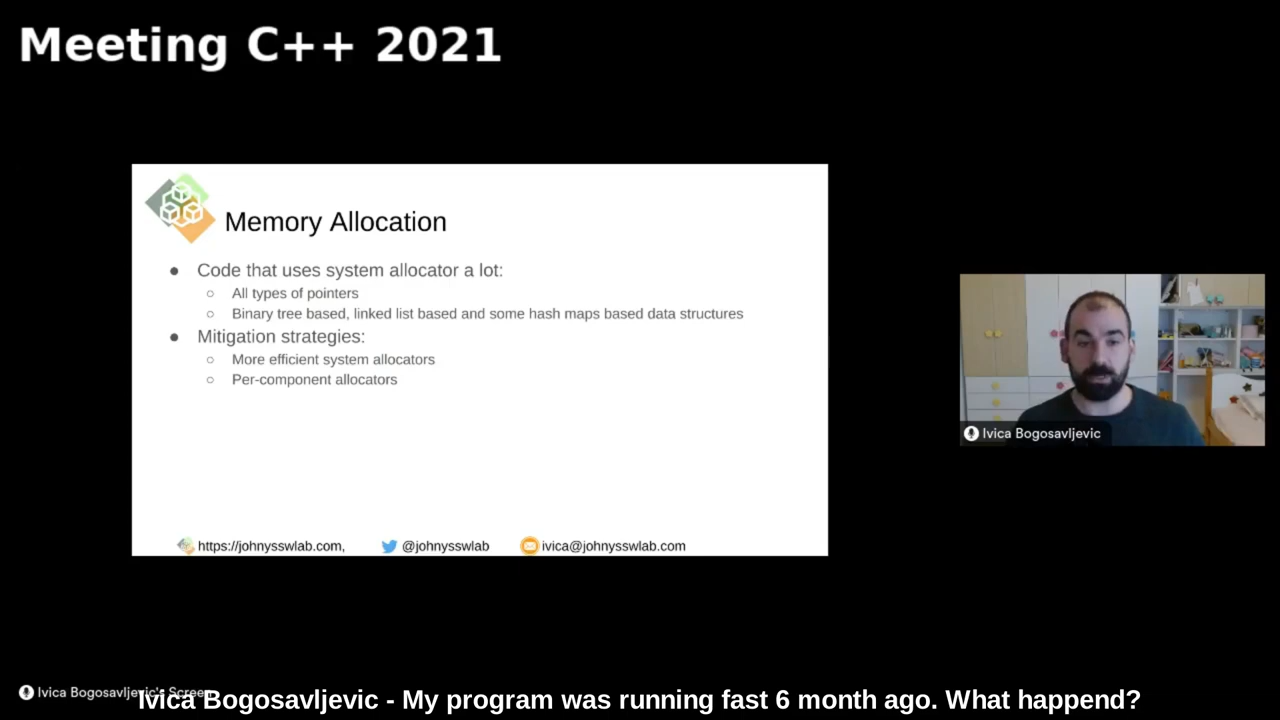 Meeting C++ 2021
Memory Allocation
● Code that uses system allocator a lot:
○ All types of pointers
○ Binary tree based, linked list based and some hash maps based data structures
● Mitigation strategies:
○ More efficient system allocators
○ Per-component allocators
https://johnysswlab.com, @johnysswlab ivica@johnysswlab.com
Ivica Bogosavljevic
Ivica Bogosavljevic's Screen
Ivica Bogosavljevic - My program was running fast 6 month ago. What happend?